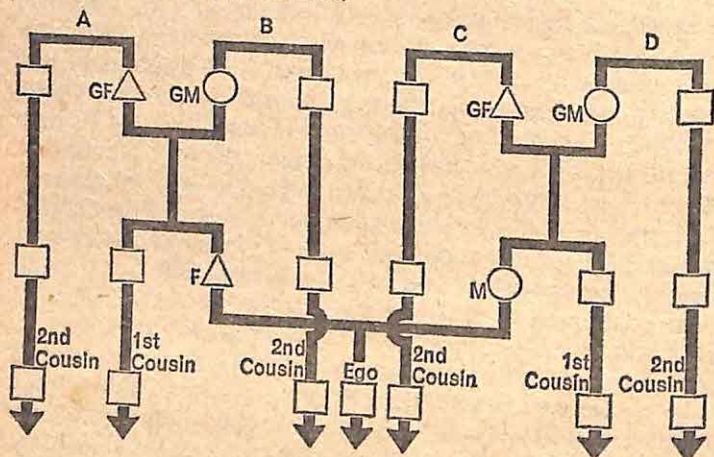 A
B
C
D
GF
GM
GF
GM
F
M
2nd
Cousin
1st
Cousin
2nd
Cousin
Ego
2nd
Cousin
1st
Cousin
2nd
Cousin